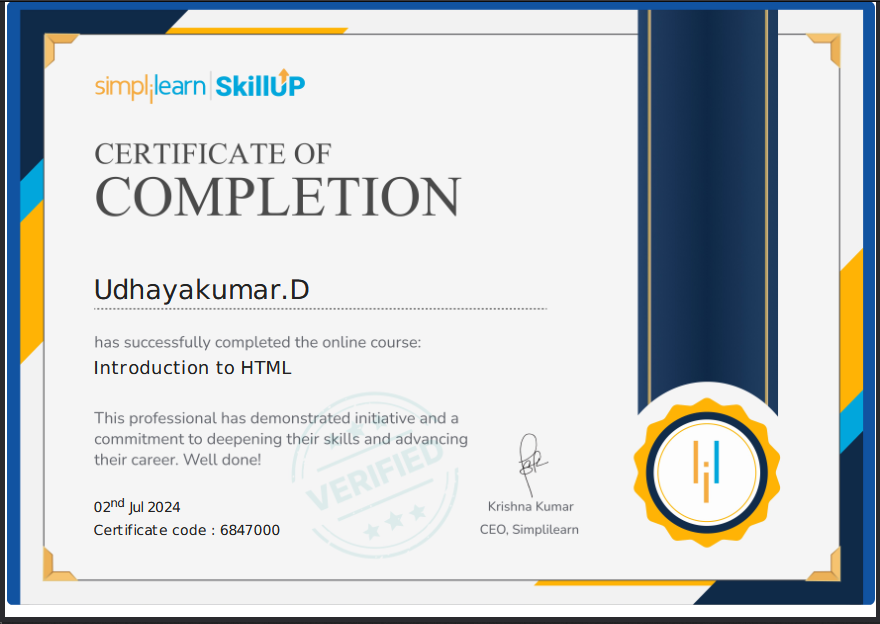 simplilearn | SkillUP
CERTIFICATE OF
COMPLETION
Udhayakumar.D
has successfully completed the online course:
Introduction to HTML
This professional has demonstrated initiative and a
commitment to deepening their skills and advancing
their career. Well done!
VERIFIED
02nd Jul 2024
Certificate code : 6847000
Krishna Kumar
CEO, Simplilearn